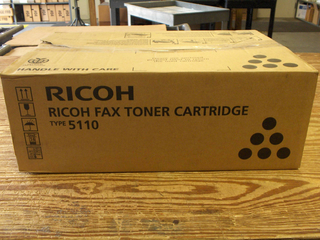 HANDLE WITH CARE
RICOH
RICOH FAX TONER CARTRIDGE
TYPE 5110